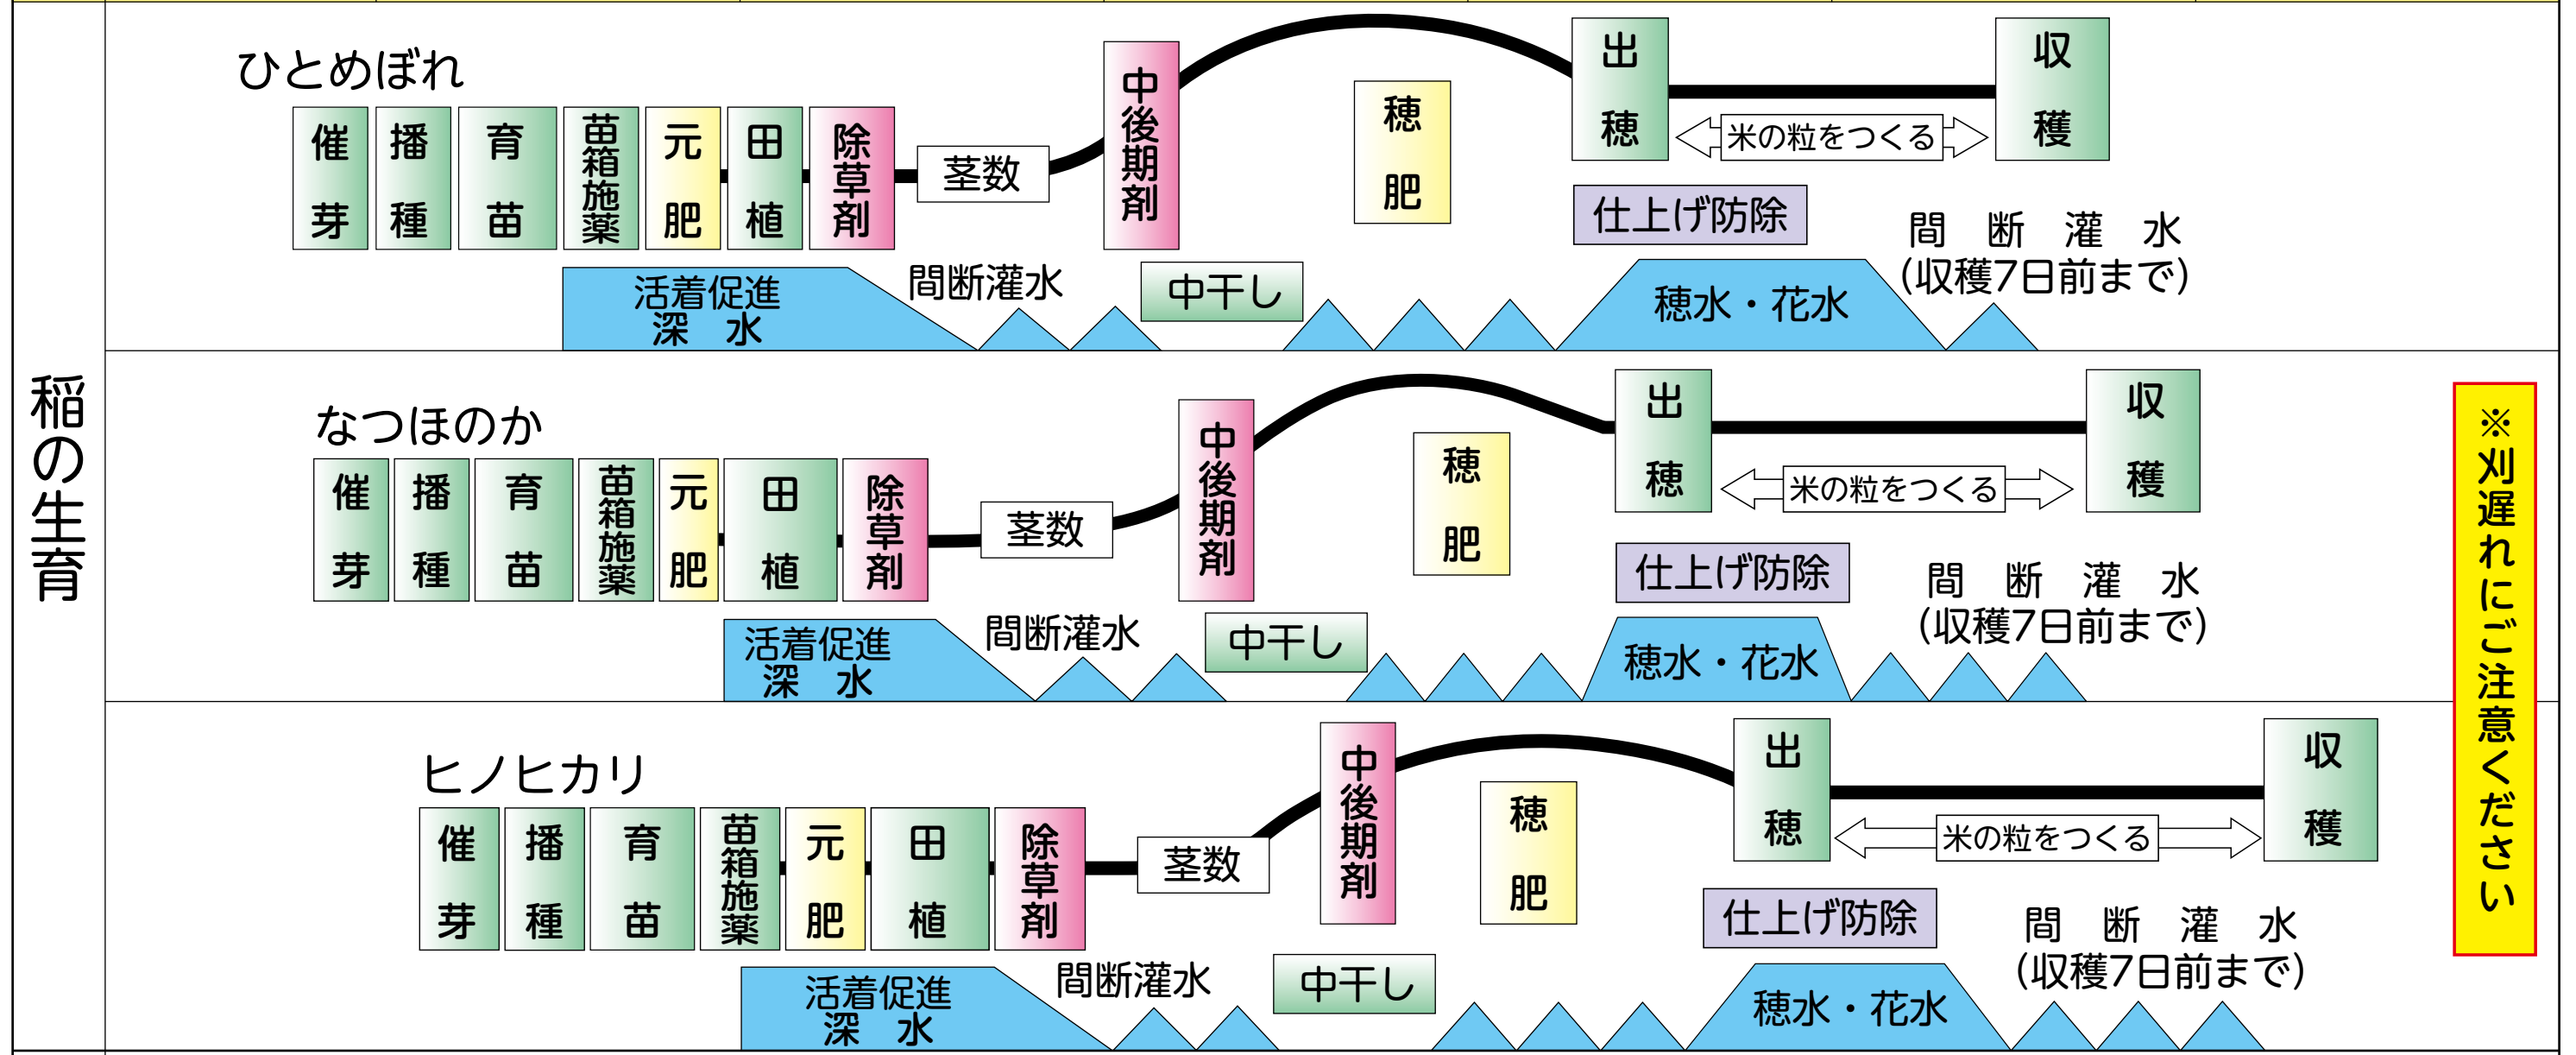 稲の生育
ひとめぼれ
催芽
播種
育苗
苗箱施薬
元肥
田植
除草剤
茎数
中後期剤
穂肥
出穂
米の粒をつくる
収穫
仕上げ防除
活着促進
深 水
間断灌水
中干し
穂水・花水
間 断 灌 水
(収穫7日前まで)
なつほのか
催芽
播種
育苗
苗箱施薬
元肥
田植
除草剤
茎数
中後期剤
穂肥
出穂
米の粒をつくる
収穫
仕上げ防除
活着促進
深 水
間断灌水
中干し
穂水・花水
間 断 灌 水
(収穫7日前まで)
ヒノヒカリ
催芽
播種
育苗
苗箱施薬
元肥
田植
除草剤
茎数
中後期剤
穂肥
出穂
米の粒をつくる
収穫
仕上げ防除
活着促進
深 水
間断灌水
中干し
穂水・花水
間 断 灌 水
(収穫7日前まで)
※刈遅れにご注意ください